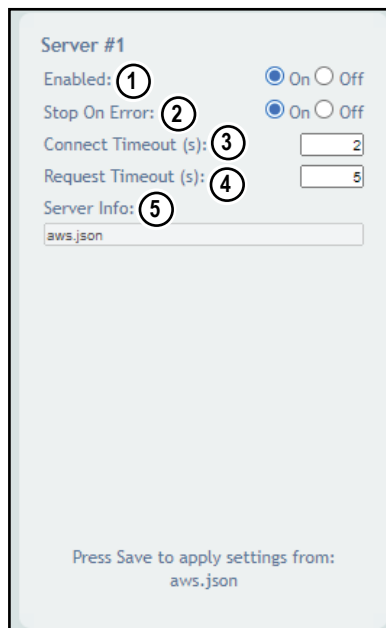 Server #1
Enabled: 1 On Off
Stop On Error: 2 On Off
Connect Timeout (s): 3 2
Request Timeout (s): 4 5
Server Info: 5
aws.json
Press Save to apply settings from:
aws.json